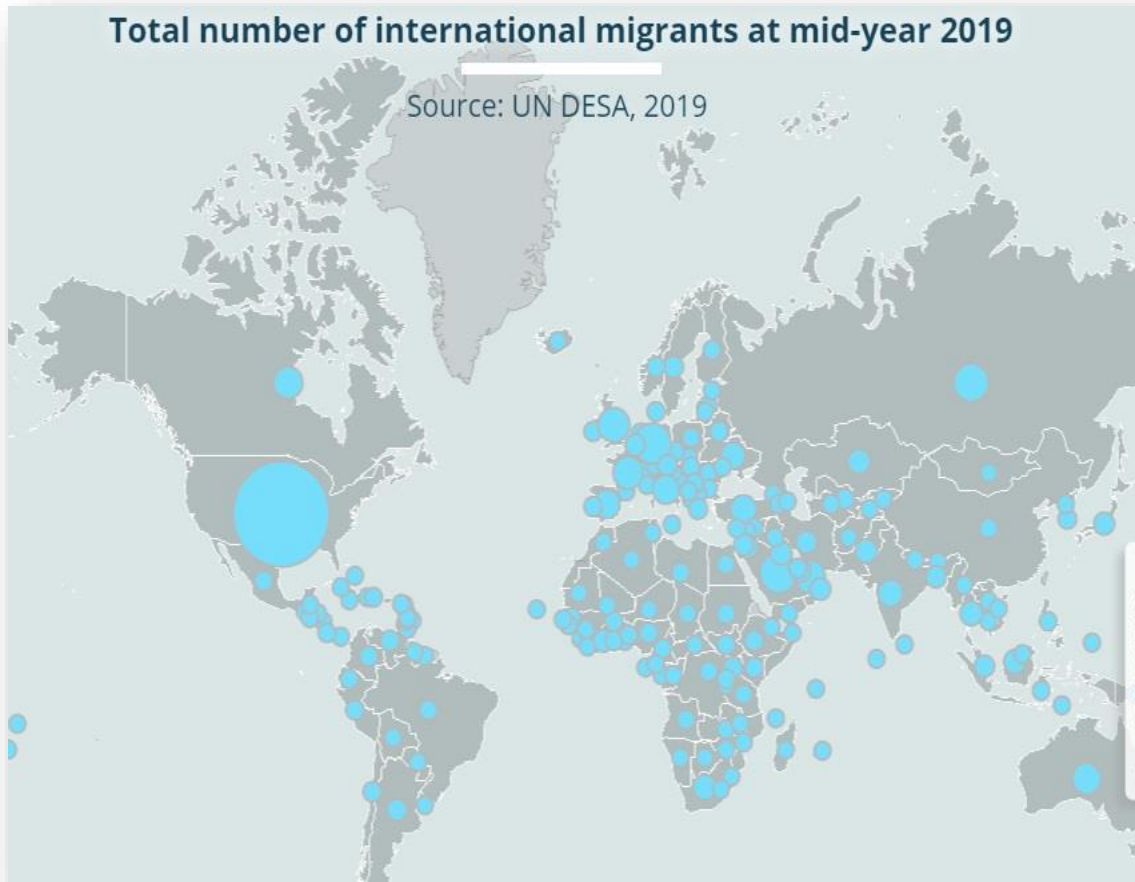 Total number of international migrants at mid-year 2019
Source: UN DESA, 2019